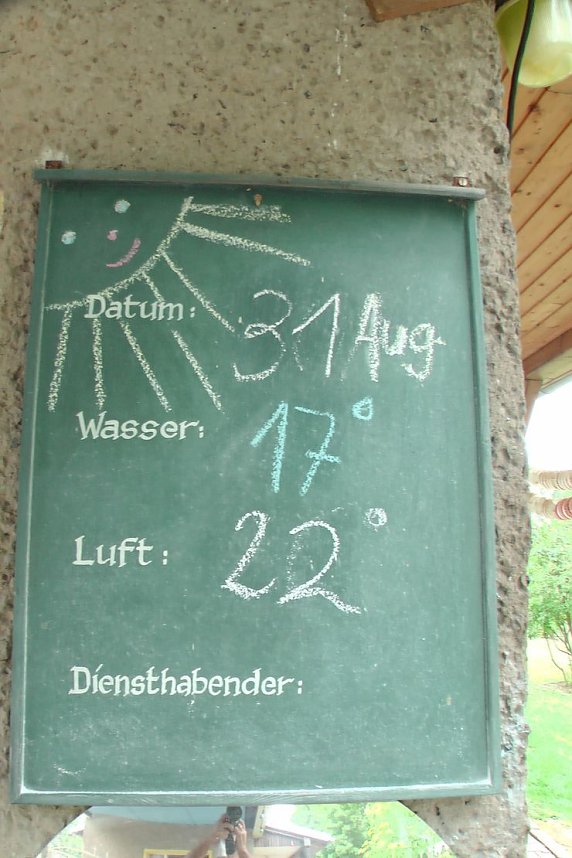 Datum: 31 Aug
Wasser: 17°
Luft: 22°
Diensthabender: